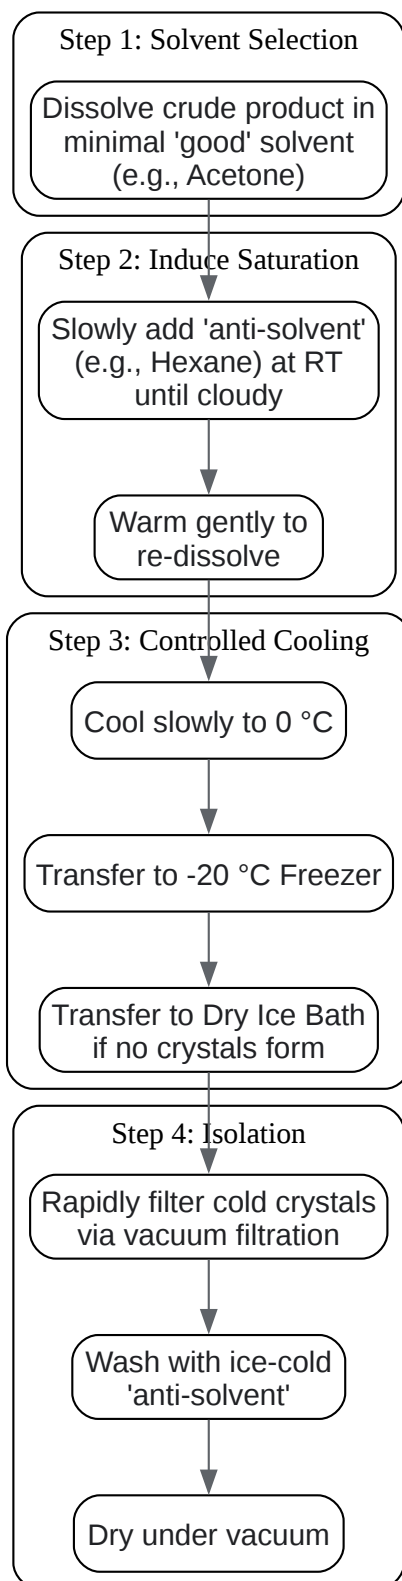 Step 1: Solvent Selection
Dissolve crude product in
minimal 'good' solvent
(e.g., Acetone)
Step 2: Induce Saturation
Slowly add 'anti-solvent'
(e.g., Hexane) at RT
until cloudy
Warm gently to
re-dissolve
Step 3: Controlled Cooling
Cool slowly to 0 °C
Transfer to -20 °C Freezer
Transfer to Dry Ice Bath
if no crystals form
Step 4: Isolation
Rapidly filter cold crystals
via vacuum filtration
Wash with ice-cold
'anti-solvent'
Dry under vacuum